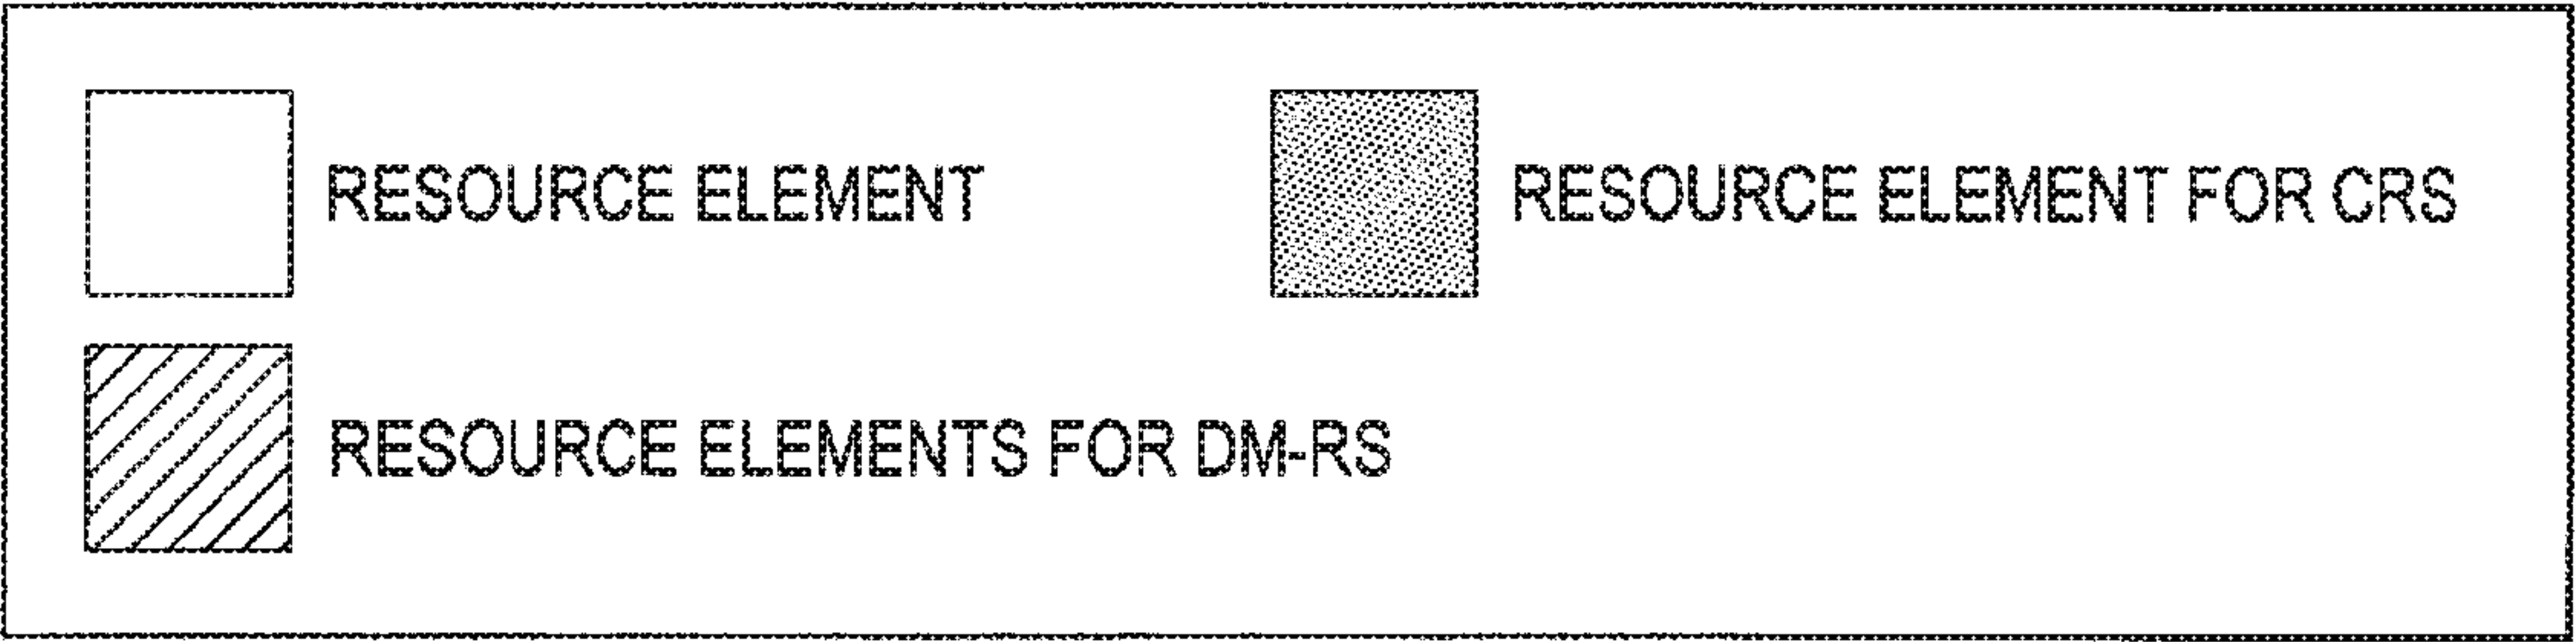 RESOURCE ELEMENT
RESOURCE ELEMENT FOR CRS
RESOURCE ELEMENTS FOR DM-RS